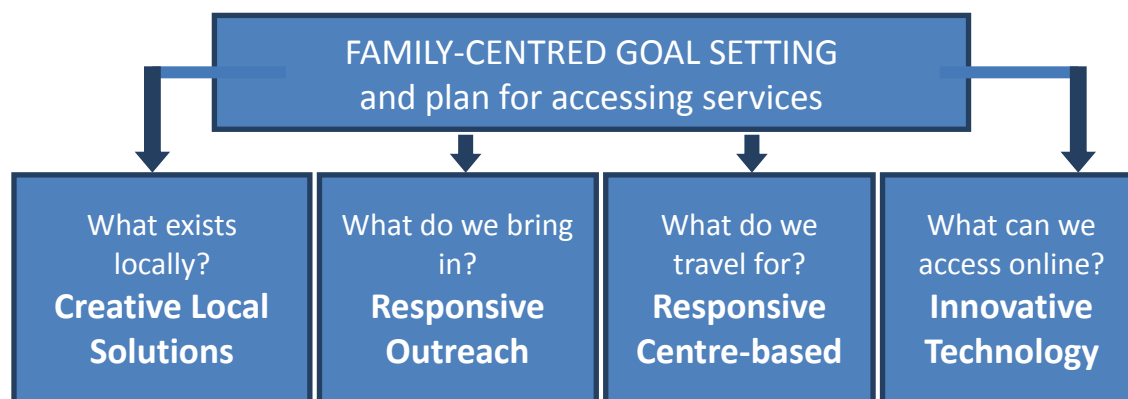 FAMILY-CENTRED GOAL SETTING
and plan for accessing services
What exists
locally?
Creative Local
Solutions
What do we bring
in?
Responsive
Outreach
What do we
travel for?
Responsive
Centre-based
What can we
access online?
Innovative
Technology